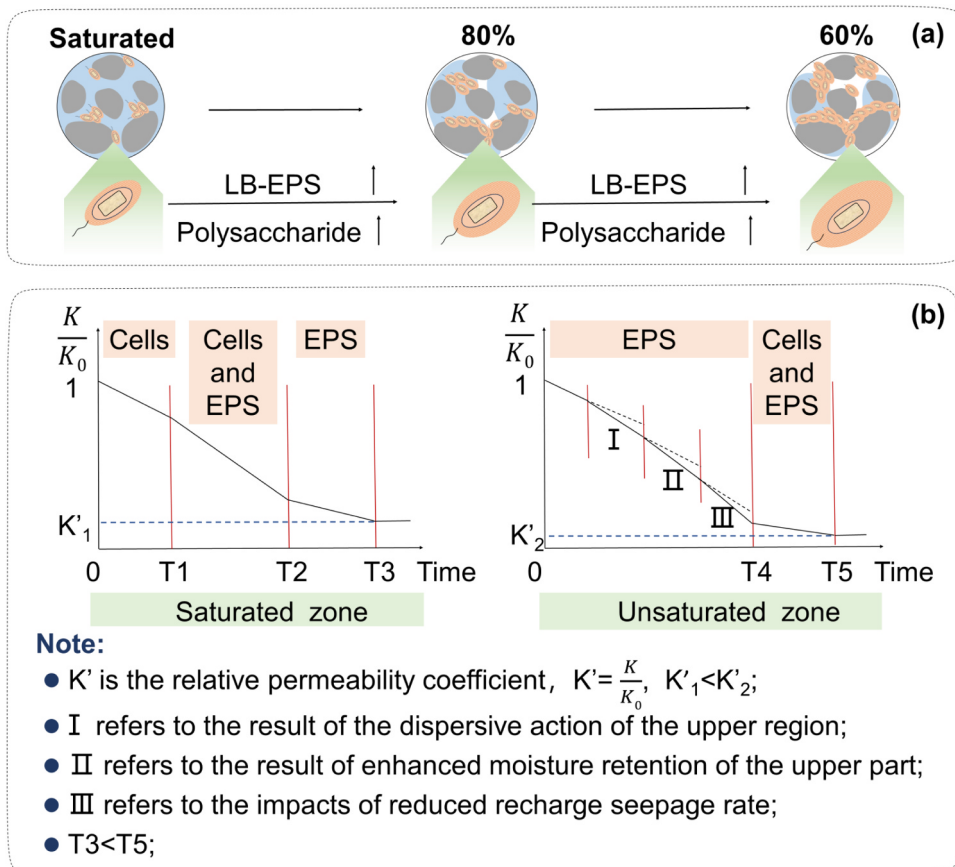 Saturated 80% 60% (a)
LB-EPS ↑ LB-EPS ↑
Polysaccharide ↑ Polysaccharide ↑
(b)
K/K₀
Cells
Cells
and
EPS
EPS
1
K'₁
0 T1 T2 T3 Time
Saturated zone
K/K₀
EPS
Cells
and
EPS
1
I
II
III
K'₂
0 T4 T5 Time
Unsaturated zone
Note:
● K' is the relative permeability coefficient, K'=K/K₀, K'₁<K'₂;
● I refers to the result of the dispersive action of the upper region;
● II refers to the result of enhanced moisture retention of the upper part;
● III refers to the impacts of reduced recharge seepage rate;
● T3<T5;